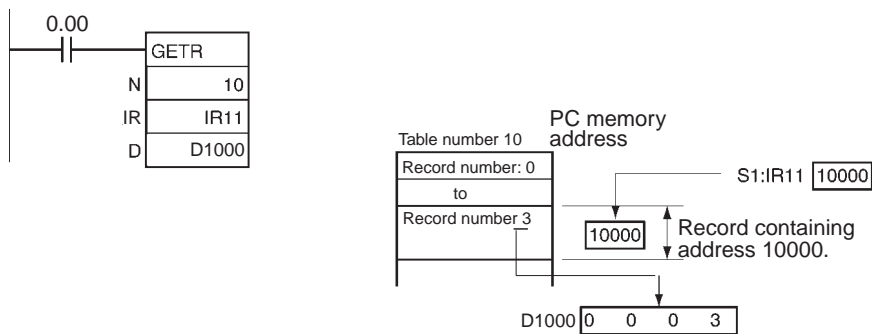 0.00
GETR
N 10
IR IR11
D D1000
PC memory
address
Table number 10
Record number: 0
to
Record number 3
S1:IR11 10000
10000
Record containing
address 10000.
D1000 0 0 0 3